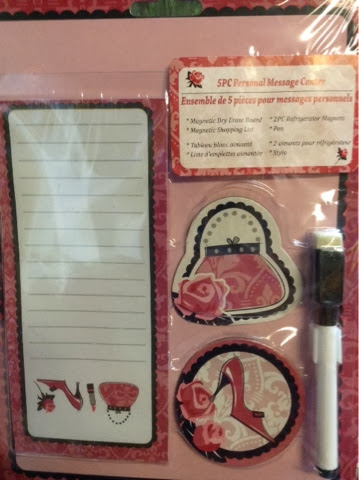 5PC Personal Message Centre
Ensemble de 5 pieces pour messages personnels
* Magnetic Dry Erase Board * 2PC Refrigerator Magnets
* Magnetic Shopping List * Pen
* Tableau blanc aimanté * 2 aimants pour réfrigérateur
* Liste d'emplettes aimantée * Stylo